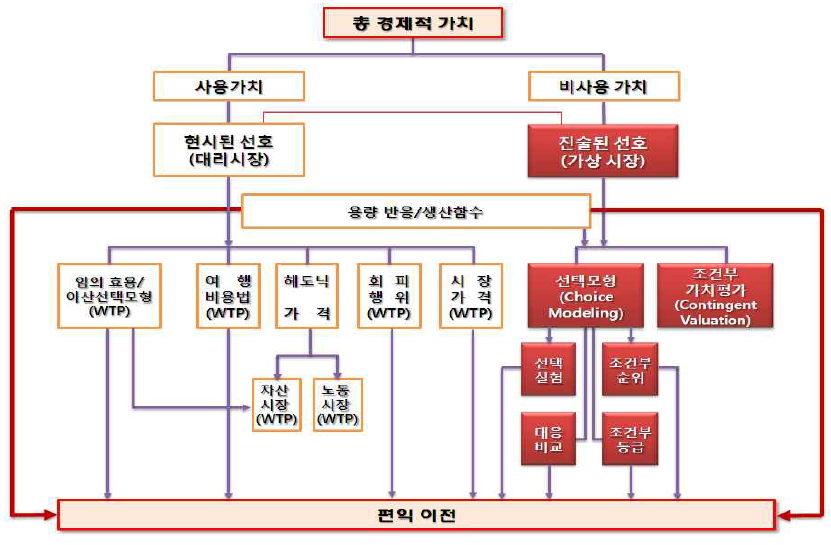 총 경제적 가치
사용가치
비사용 가치
현시된 선호
(대리시장)
진술된 선호
(가상 시장)
용량 반응/생산함수
임의 효용/
이산선택모형
(WTP)
여 행
비용법
(WTP)
헤도닉
가 격
회 피
행 위
(WTP)
시 장
가 격
(WTP)
선택모형
(Choice
Modeling)
조건부
가치평가
(Contingent
Valuation)
자산
시장
(WTP)
노동
시장
(WTP)
선택
실험
조건부
순위
대응
비교
조건부
등급
편익 이전